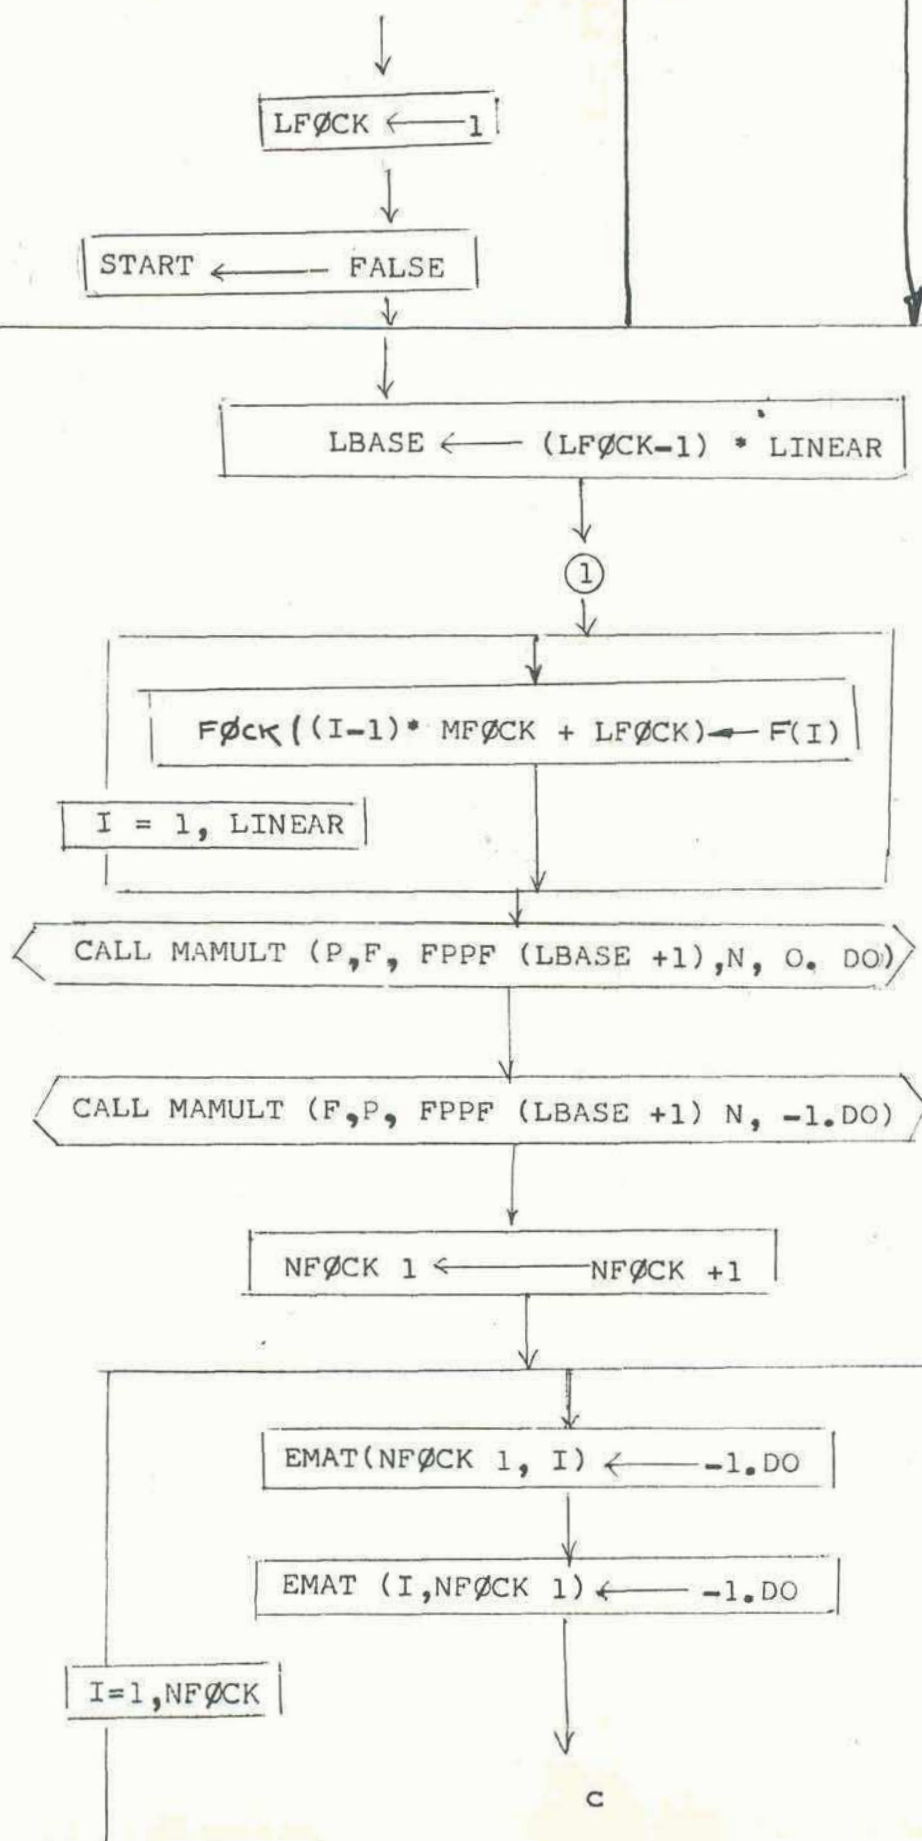 LFØCK ← 1
START ← FALSE
LBASE ← (LFØCK-1) * LINEAR
1
FØCK((I-1)* MFØCK + LFØCK) ← F(I)
I = 1, LINEAR
CALL MAMULT (P,F, FPPF (LBASE +1),N, O. DO)
CALL MAMULT (F,P, FPPF (LBASE +1) N, -1.DO)
NFØCK 1 ← NFØCK +1
EMAT(NFØCK 1, I) ← -1.DO
EMAT (I,NFØCK 1) ← -1.DO
I=1,NFØCK
C